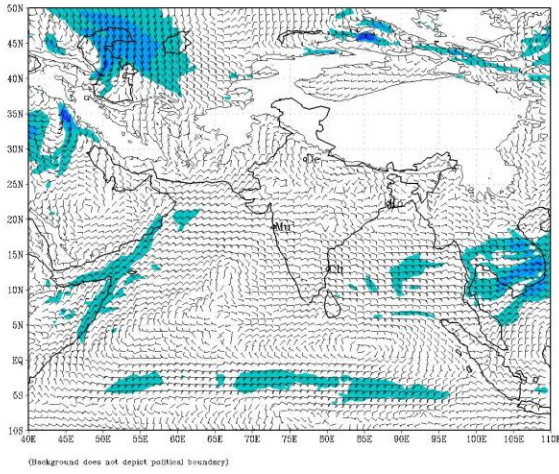 50N
45N
40N
35N
30N
De
25N
Ko
20N
Mu
15N
Ch
10N
5N
EQ
5S
10S
40E 45E 50E 55E 60E 65E 70E 75E 80E 85E 90E 95E 100E 105E 110E
(Background does not depict political boundary)